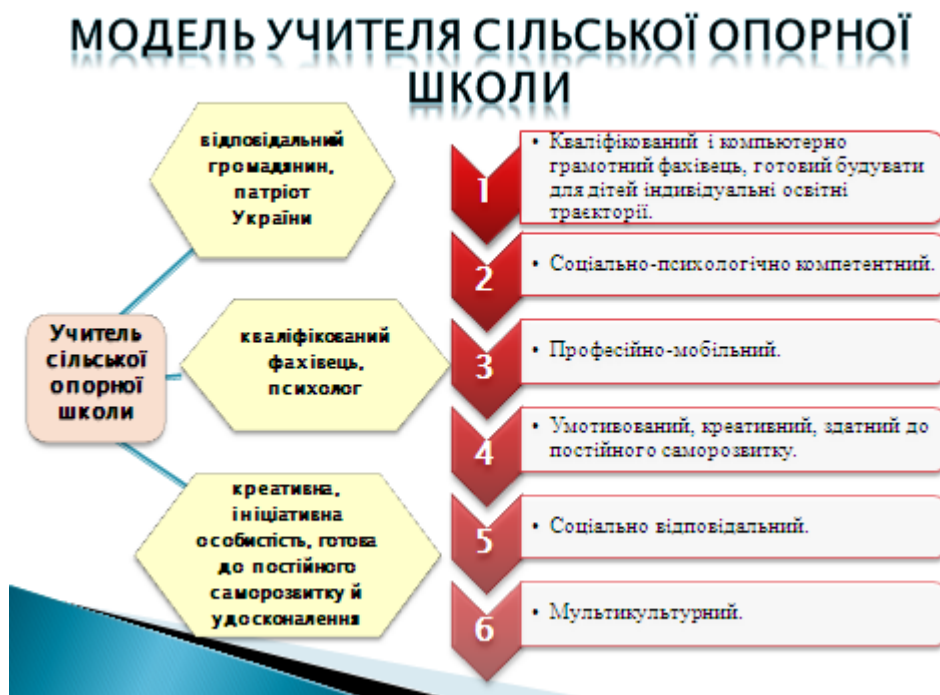 МОДЕЛЬ УЧИТЕЛЯ СІЛЬСЬКОЇ ОПОРНОЇ
ШКОЛИ
Учитель
сільської
опорної
школи
відповідальний
громадянин,
патріот
України
кваліфікований
фахівець,
психолог
креативна,
ініціативна
особистість, готова
до постійного
саморозвитку й
удосконалення
1
• Кваліфікований і компьютерно
грамотний фахівець, готовий будувати
для дітей індивідуальні освітні
траєкторії.
2
• Соціально-психологічно компетентний.
3
• Професійно-мобільний.
4
• Умотивований, креативний, здатний до
постійного саморозвитку.
5
• Соціально відповідальний.
6
• Мультикультурний.